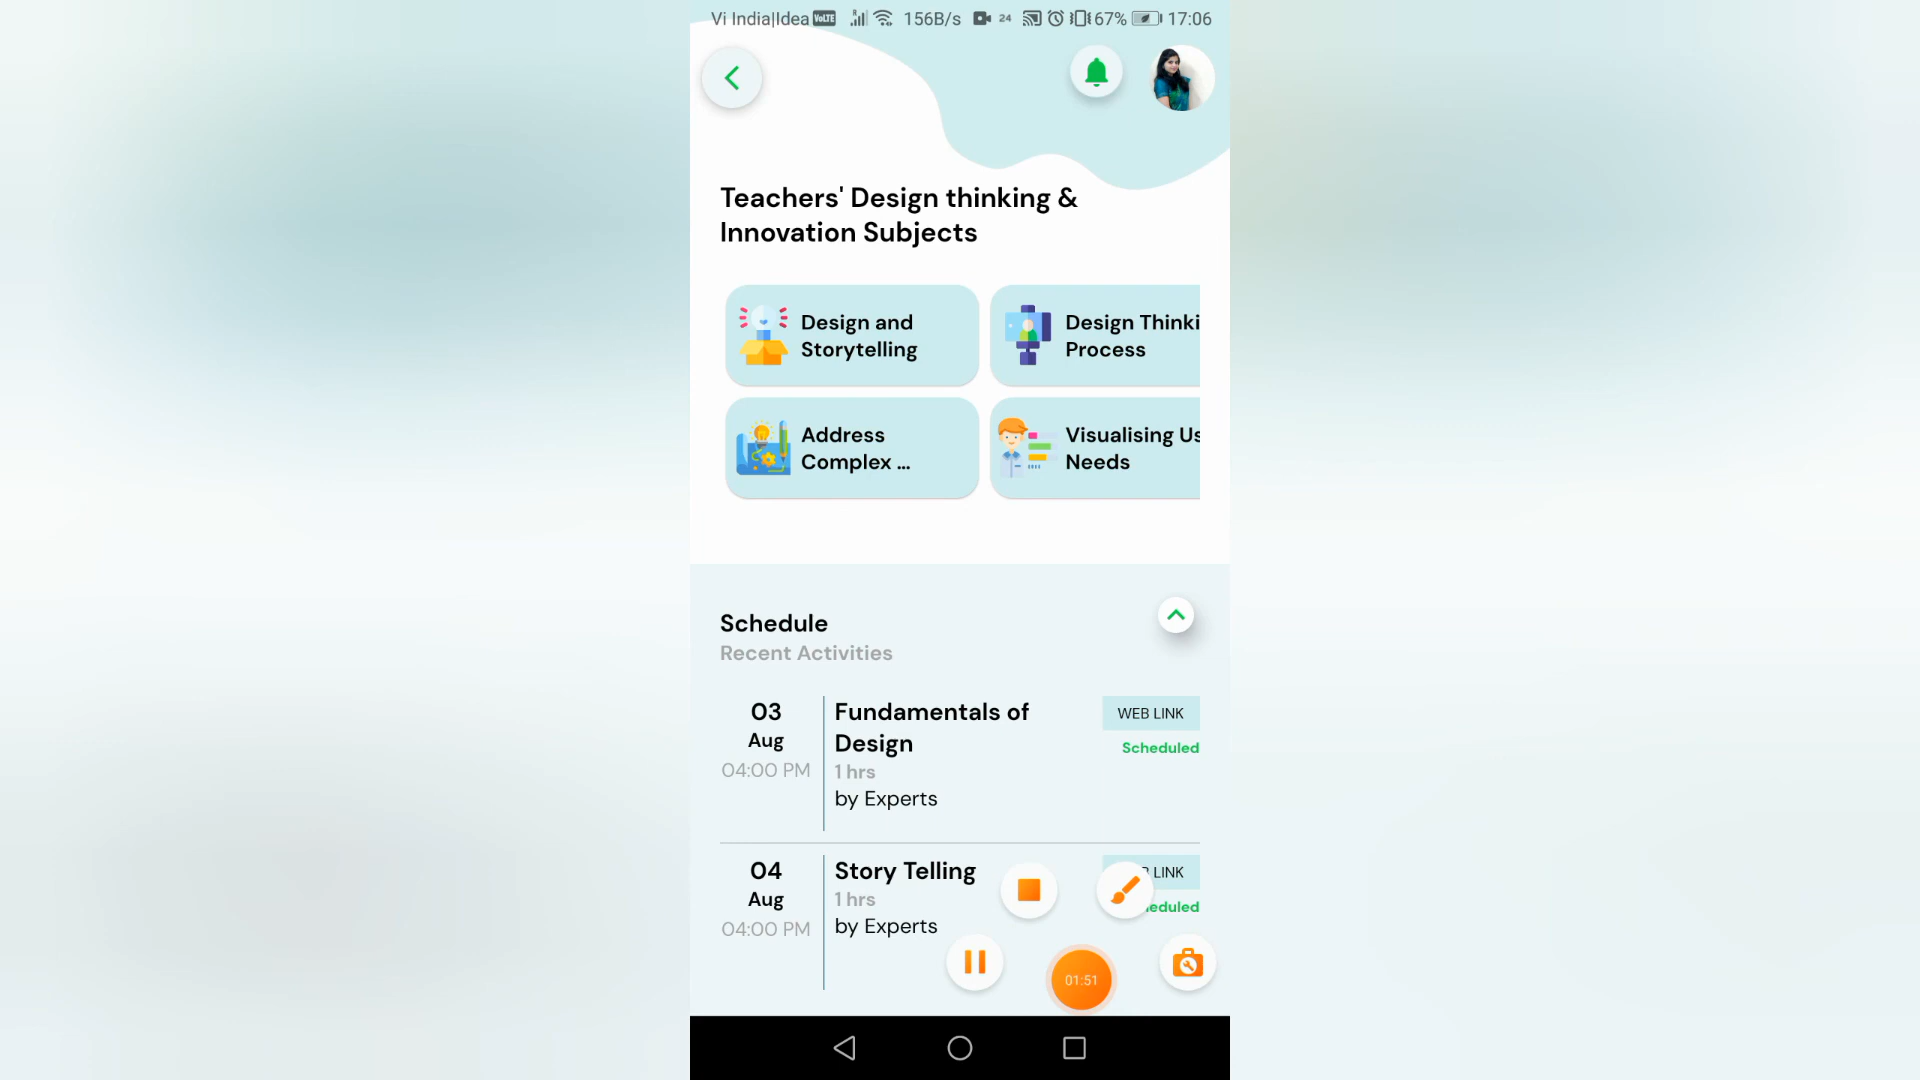 Vi India|Idea VoLTE R 156B/s 24 67% 17:06
Teachers' Design thinking &
Innovation Subjects
Design and
Storytelling
Design Thinki
Process
Address
Complex ...
Visualising Us
Needs
Schedule
Recent Activities
03
Aug
04:00 PM
Fundamentals of
Design
1 hrs
by Experts
WEB LINK
Scheduled
04
Aug
04:00 PM
Story Telling
1 hrs
by Experts
LINK
eduled
01:51